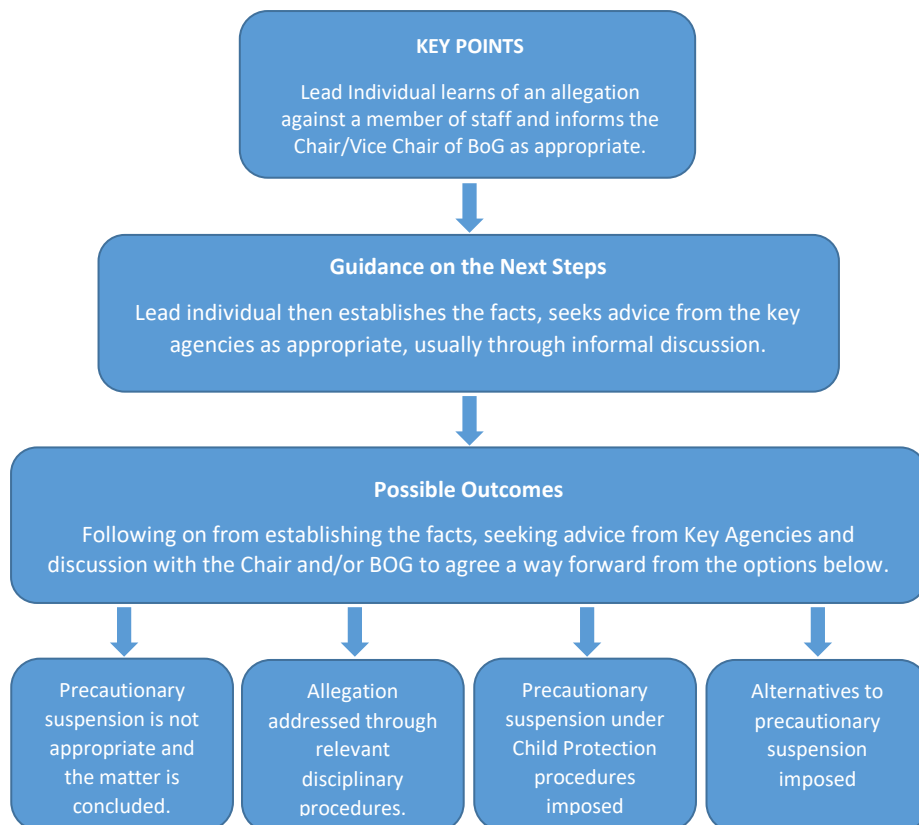 KEY POINTS
Lead Individual learns of an allegation
against a member of staff and informs the
Chair/Vice Chair of BoG as appropriate.
Guidance on the Next Steps
Lead individual then establishes the facts, seeks advice from the key
agencies as appropriate, usually through informal discussion.
Possible Outcomes
Following on from establishing the facts, seeking advice from Key Agencies and
discussion with the Chair and/or BOG to agree a way forward from the options below.
Precautionary
suspension is not
appropriate and
the matter is
concluded.
Allegation
addressed through
relevant
disciplinary
procedures.
Precautionary
suspension under
Child Protection
procedures
imposed
Alternatives to
precautionary
suspension
imposed